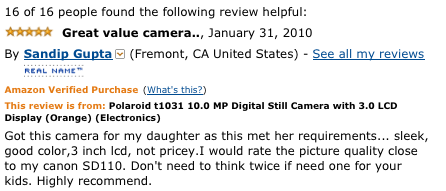 16 of 16 people found the following review helpful:
Great value camera.., January 31, 2010
By Sandip Gupta (Fremont, CA United States) - See all my reviews
REAL NAME™
Amazon Verified Purchase (What's this?)
This review is from: Polaroid t1031 10.0 MP Digital Still Camera with 3.0 LCD
Display (Orange) (Electronics)
Got this camera for my daughter as this met her requirements... sleek,
good color,3 inch lcd, not pricey.I would rate the picture quality close
to my canon SD110. Don't need to think twice if need one for your
kids. Highly recommend.